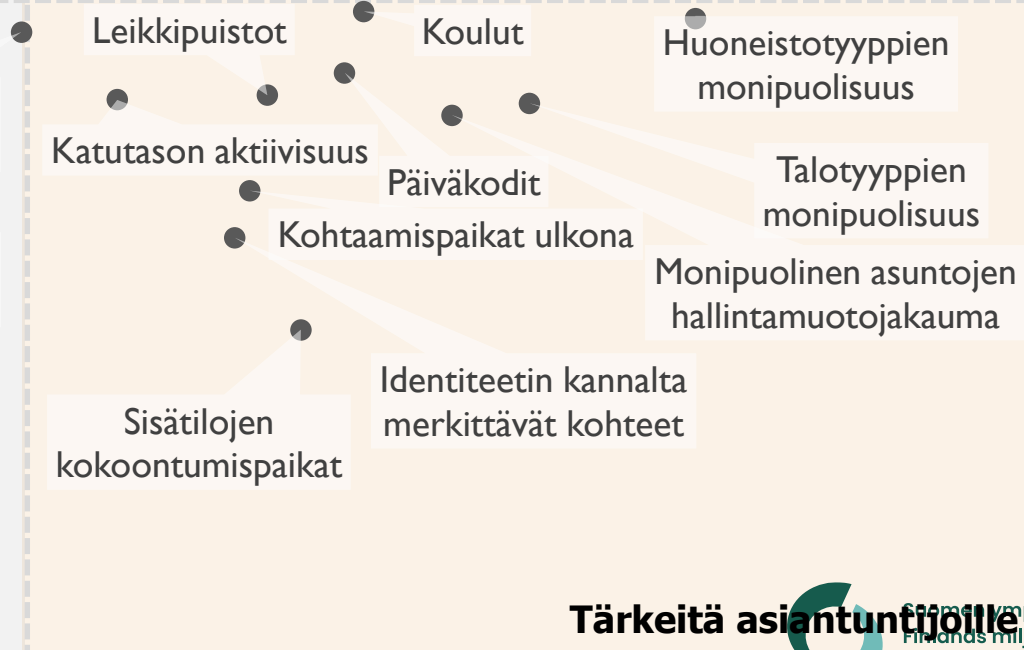 Leikkipuistot
Koulut
Huoneistotyyppien
monipuolisuus
Katutason aktiivisuus
Päiväkodit
Talotyyppien
monipuolisuus
Kohtaamispaikat ulkona
Monipuolinen asuntojen
hallintamuotojakauma
Identiteetin kannalta
merkittävät kohteet
Sisätilojen
kokoontumispaikat
Tärkeitä asiantuntijoille